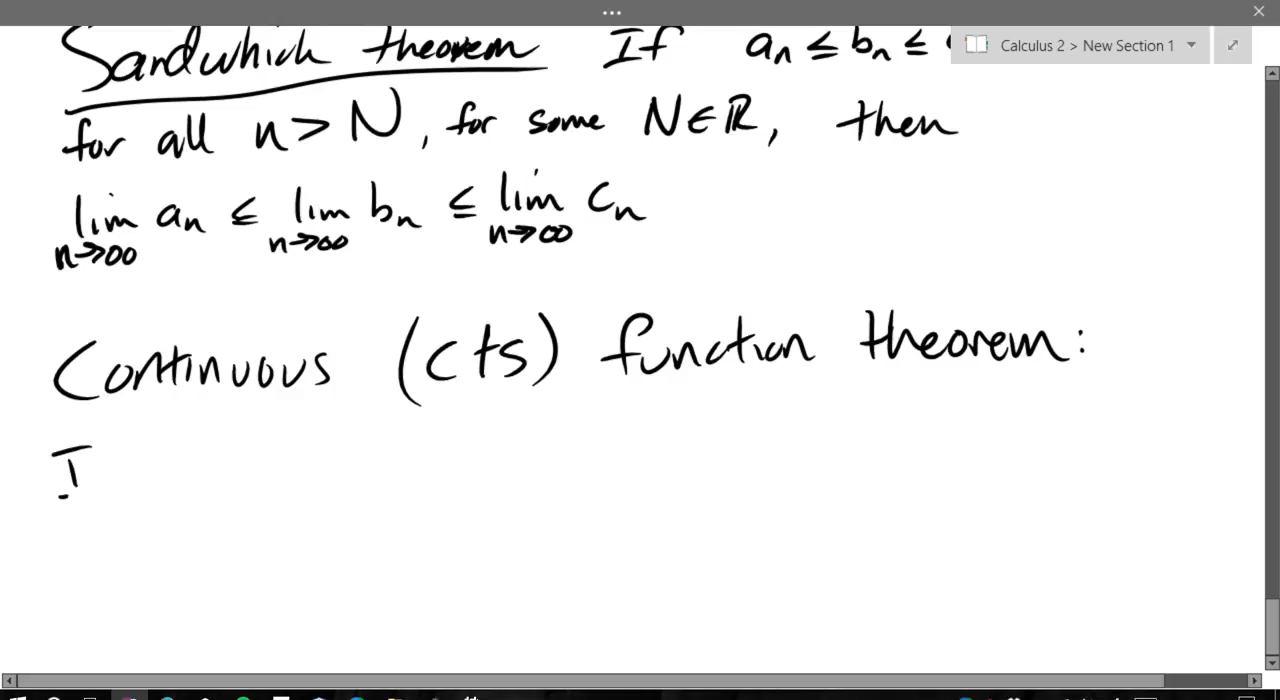 Calculus 2 > New Section 1
Sandwhich theorem If aₙ ≤ bₙ ≤
for all n > N, for some N∈ℝ, then
lim n→∞ aₙ ≤ lim n→∞ bₙ ≤ lim n→∞ cₙ
Continuous (cts) function theorem:
I